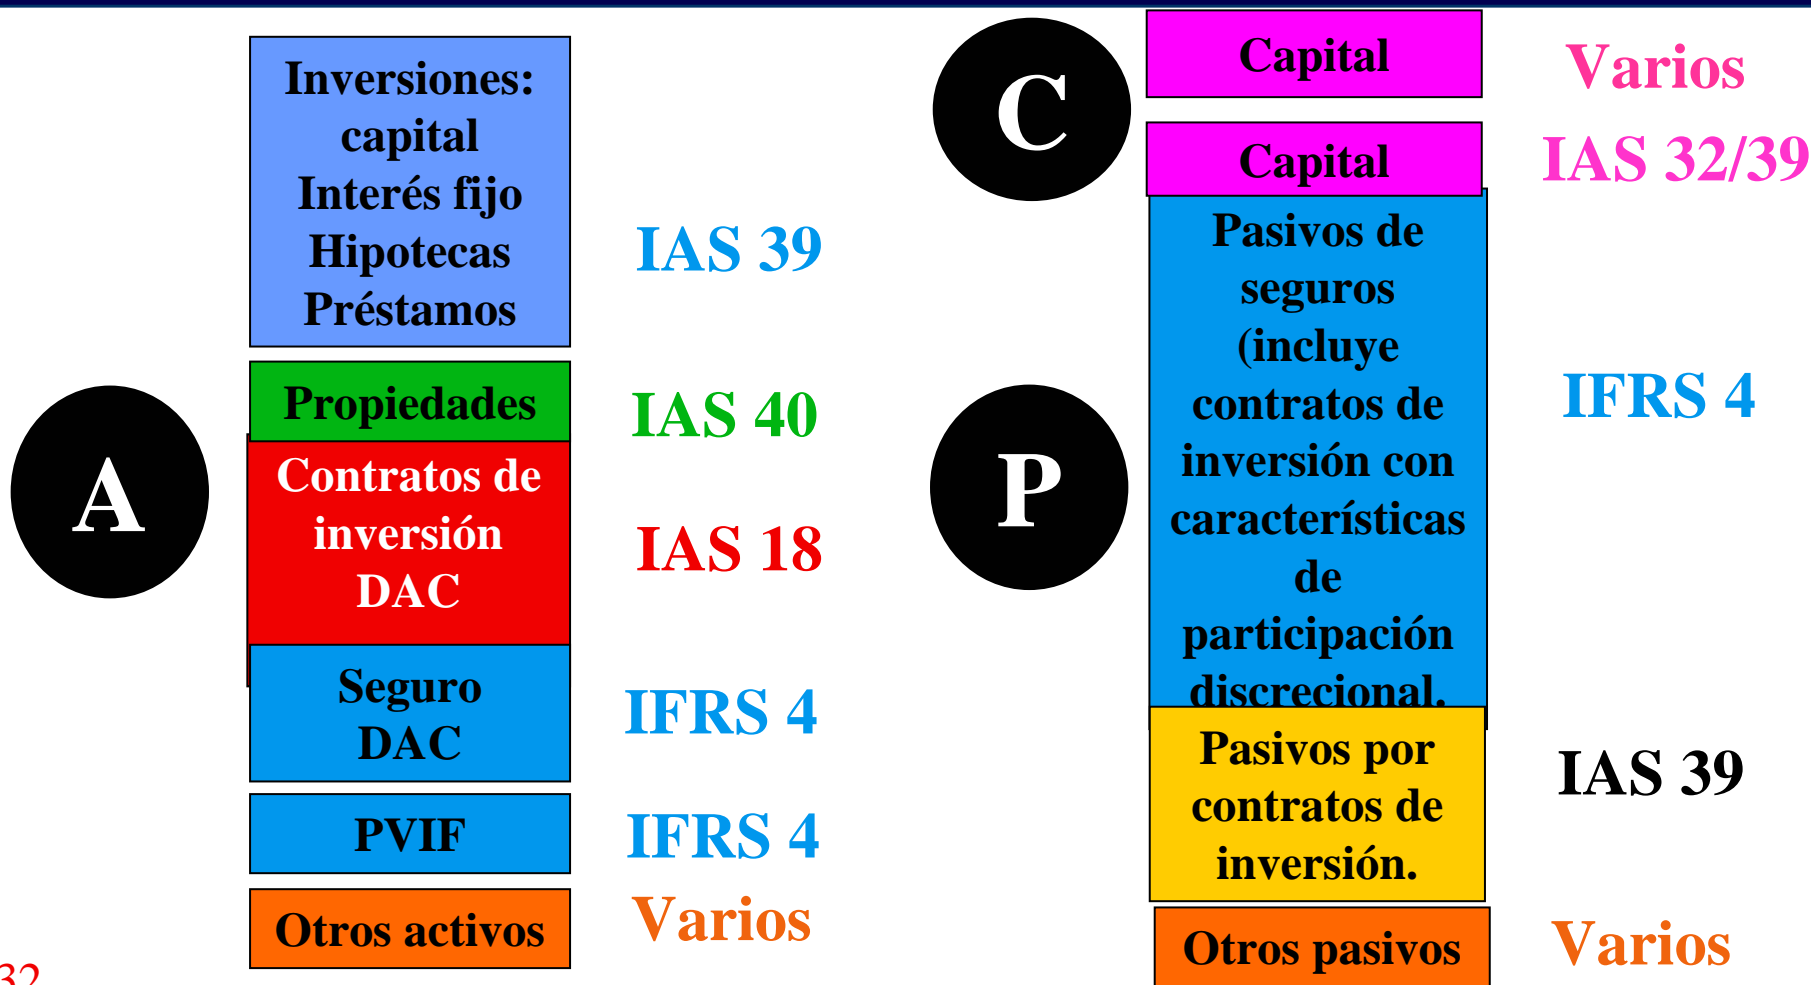 A
Inversiones:
capital
Interés fijo
Hipotecas
Préstamos
IAS 39
Propiedades
IAS 40
Contratos de
inversión
DAC
IAS 18
Seguro
DAC
IFRS 4
PVIF
IFRS 4
Otros activos
Varios
C
Capital
Varios
Capital
IAS 32/39
P
Pasivos de
seguros
(incluye
contratos de
inversión con
características
de
participación
discrecional.
IFRS 4
Pasivos por
contratos de
inversión.
IAS 39
Otros pasivos
Varios
32